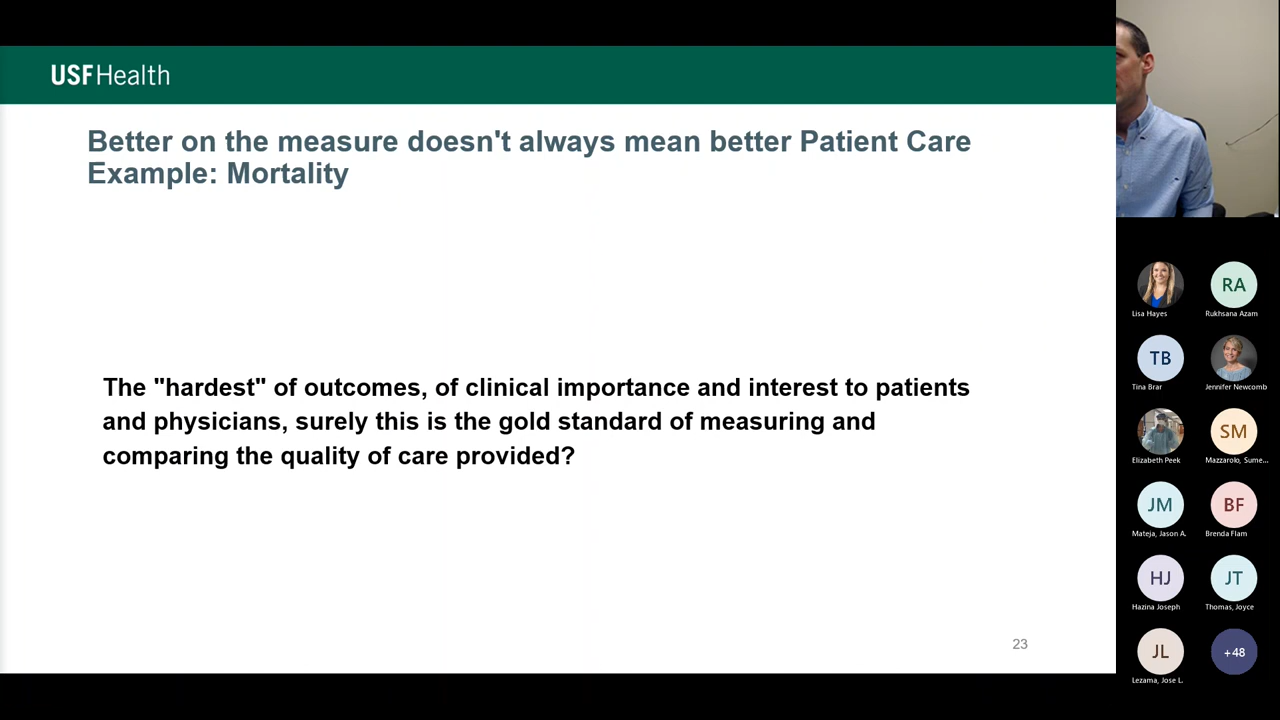 USFHealth
Better on the measure doesn't always mean better Patient Care
Example: Mortality
The "hardest" of outcomes, of clinical importance and interest to patients
and physicians, surely this is the gold standard of measuring and
comparing the quality of care provided?
23
Lisa Hayes
RA
Rukhsana Azam
TB
Tina Brar
Jennifer Newcomb
Elizabeth Peek
SM
Mazzarolo, Sume...
JM
Mateja, Jason A.
BF
Brenda Flam
HJ
Hazina Joseph
JT
Thomas, Joyce
JL
Lezama, Jose L.
+48